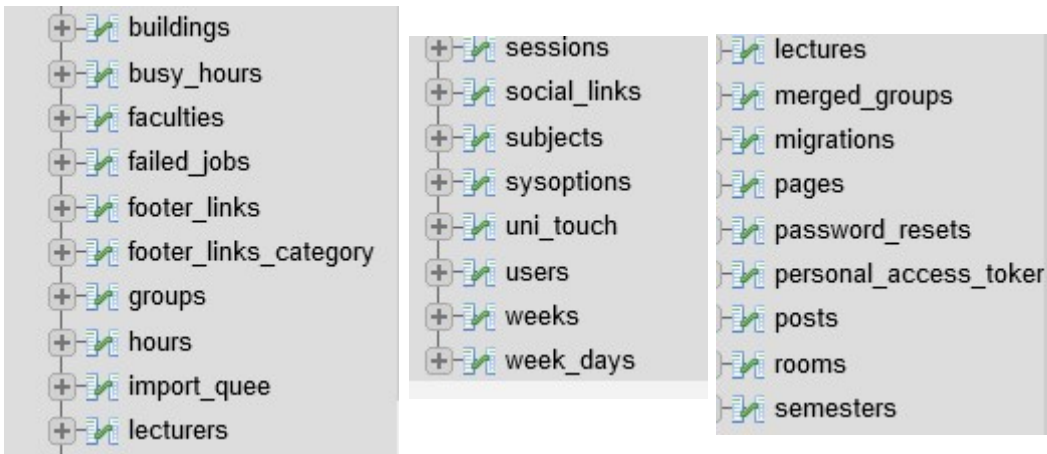 buildings
busy_hours
faculties
failed_jobs
footer_links
footer_links_category
groups
hours
import_quee
lecturers
sessions
social_links
subjects
sysoptions
uni_touch
users
weeks
week_days
lectures
merged_groups
migrations
pages
password_resets
personal_access_toker
posts
rooms
semesters